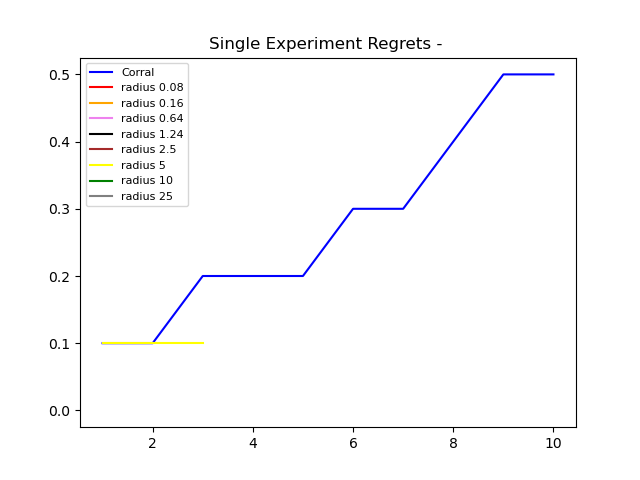 Single Experiment Regrets -
0.5
0.4
0.3
0.2
0.1
0.0
Corral
radius 0.08
radius 0.16
radius 0.64
radius 1.24
radius 2.5
radius 5
radius 10
radius 25
2
4
6
8
10